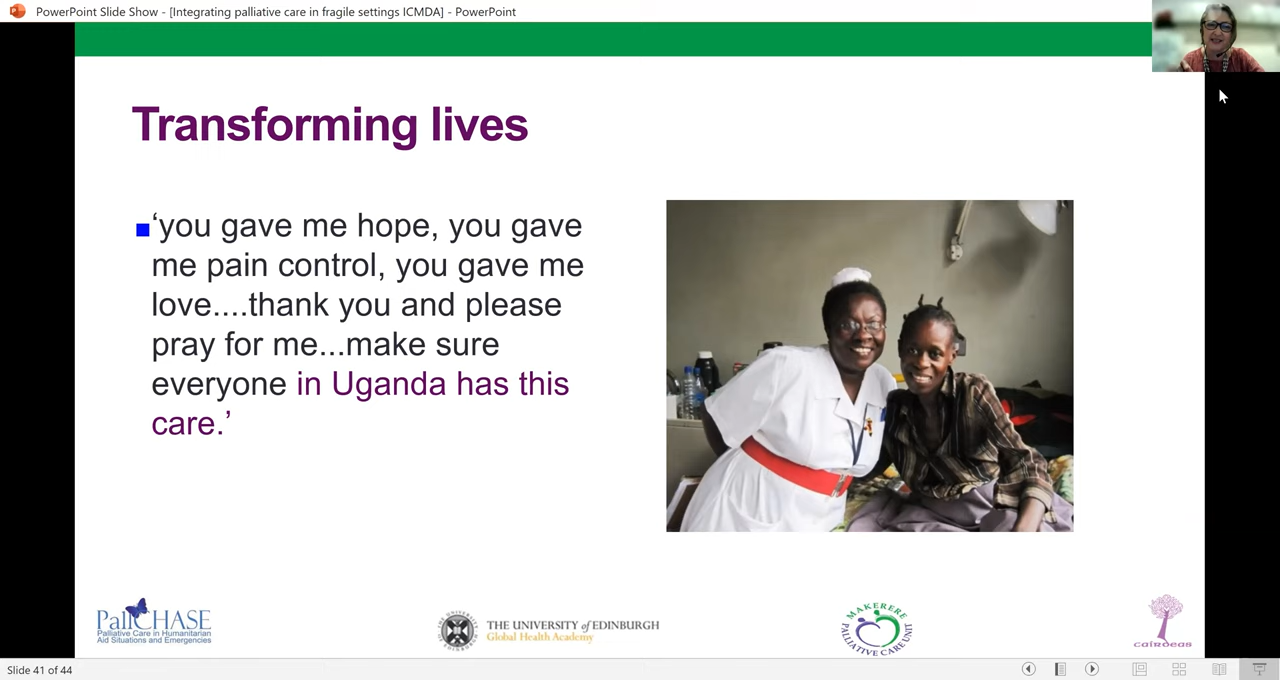 PowerPoint Slide Show - [Integrating palliative care in fragile settings ICMDA] - PowerPoint
Transforming lives
‘you gave me hope, you gave
me pain control, you gave me
love....thank you and please
pray for me...make sure
everyone in Uganda has this
care.’
PallCHASE
Palliative Care in Humanitarian
Aid Situations and Emergencies
THE UNIVERSITY of EDINBURGH
Global Health Academy
MAKERERE
PALLIATIVE CARE UNIT
cairdeas
Slide 41 of 44